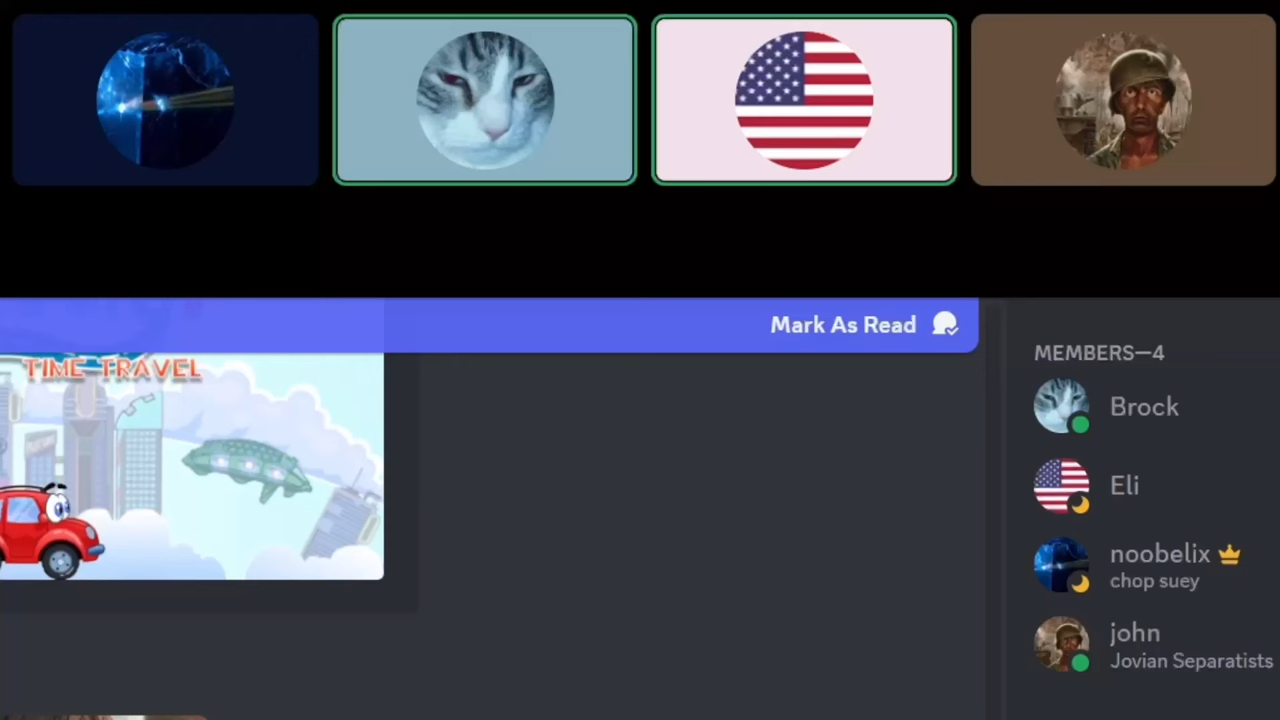 Mark As Read
TIME TRAVEL
MEMBERS—4
Brock
Eli
noobelix
chop suey
john
Jovian Separatists